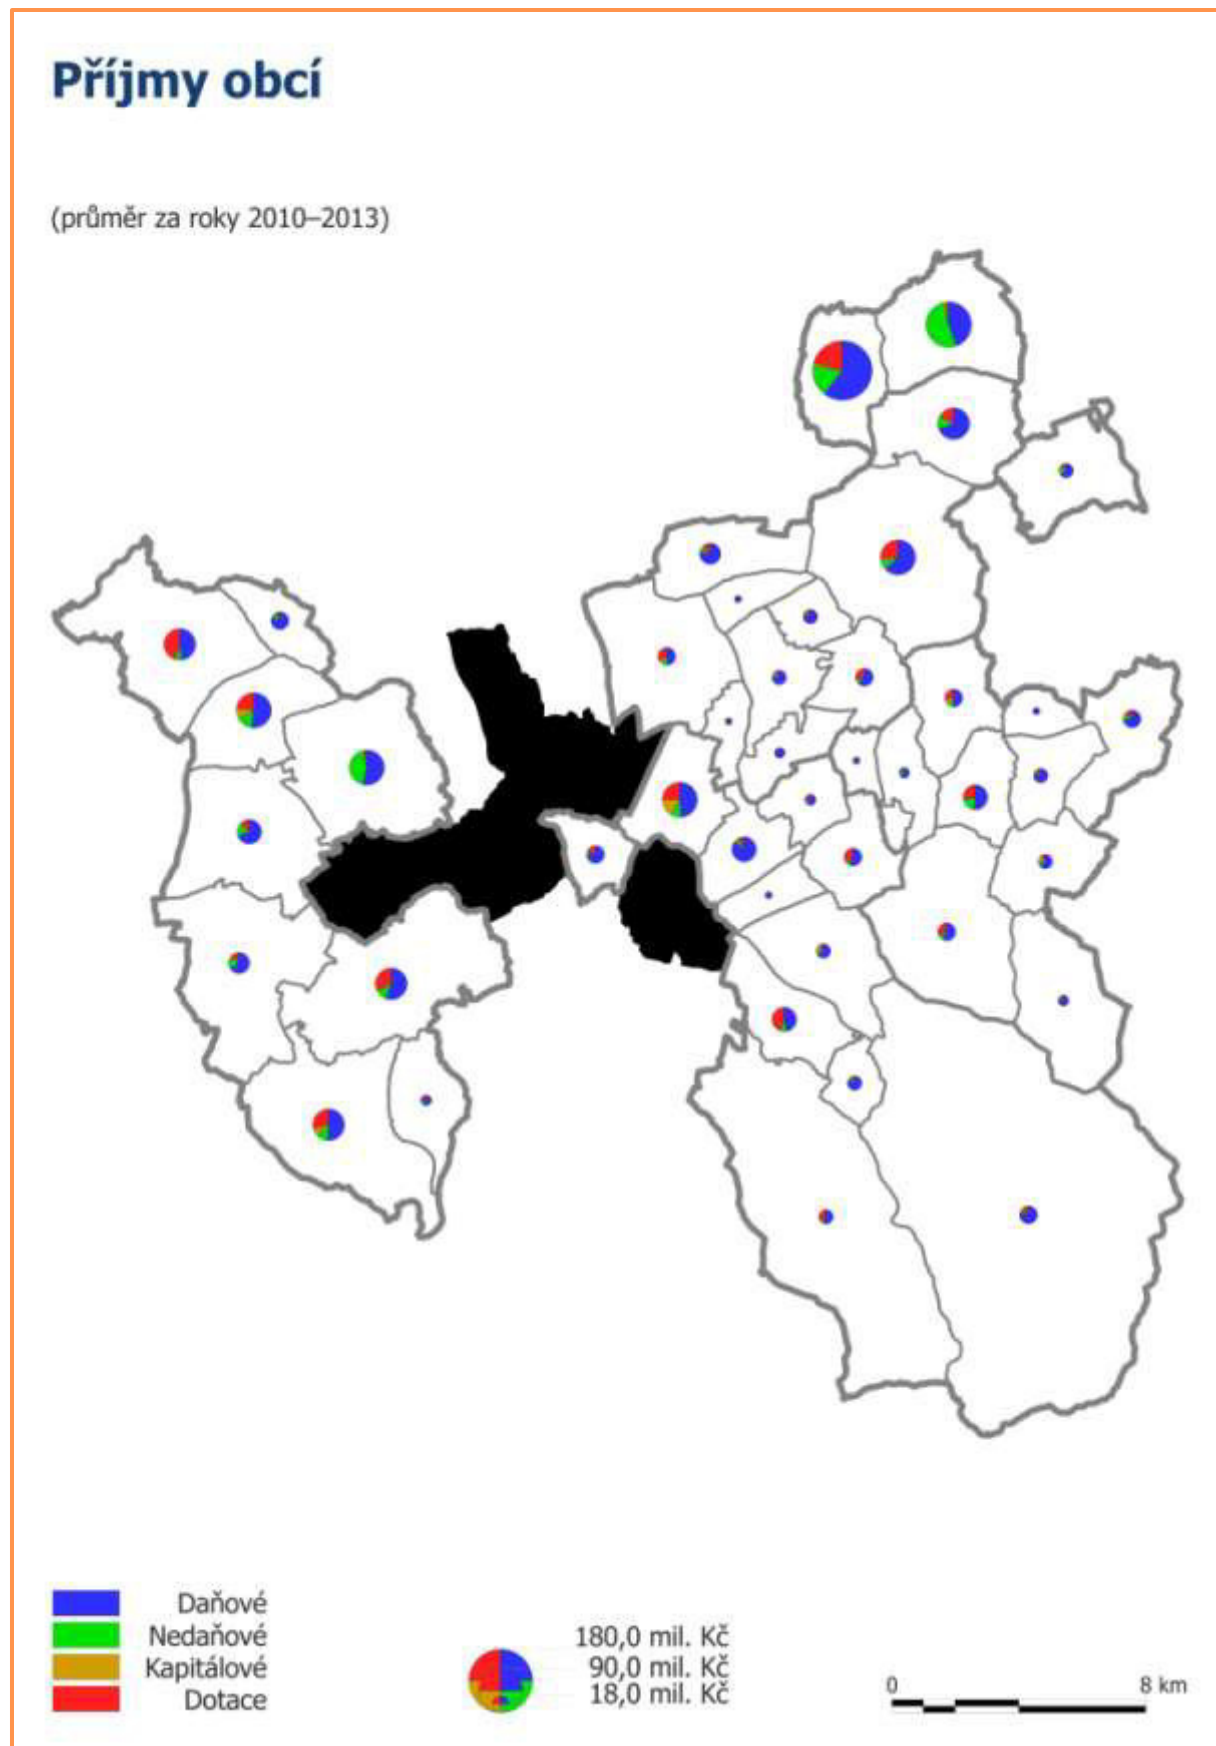 Příjmy obcí
(průměr za roky 2010–2013)
Daňové
Nedaňové
Kapitálové
Dotace
180,0 mil. Kč
90,0 mil. Kč
18,0 mil. Kč
0 8 km